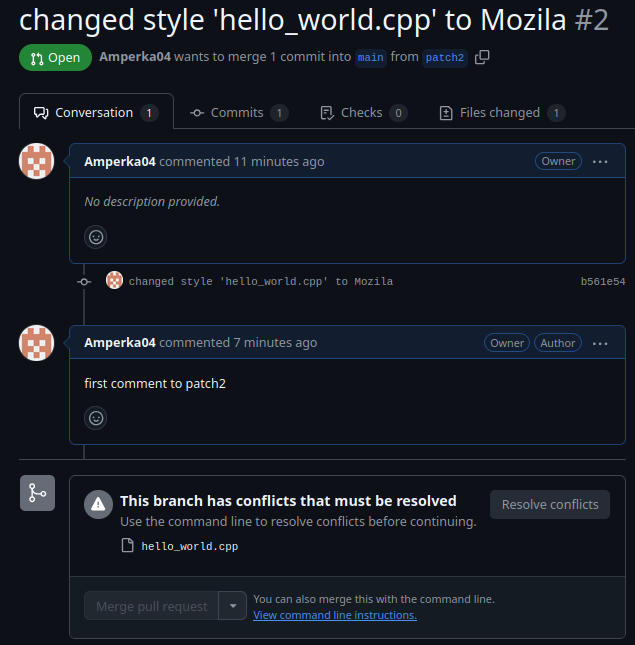 changed style 'hello_world.cpp' to Mozila #2
Open Amperka04 wants to merge 1 commit into main from patch2
Conversation 1 Commits 1 Checks 0 Files changed 1
Amperka04 commented 11 minutes ago Owner ...
No description provided.
changed style 'hello_world.cpp' to Mozila b561e54
Amperka04 commented 7 minutes ago Owner Author ...
first comment to patch2
This branch has conflicts that must be resolved
Use the command line to resolve conflicts before continuing.
Resolve conflicts
hello_world.cpp
Merge pull request
You can also merge this with the command line.
View command line instructions.